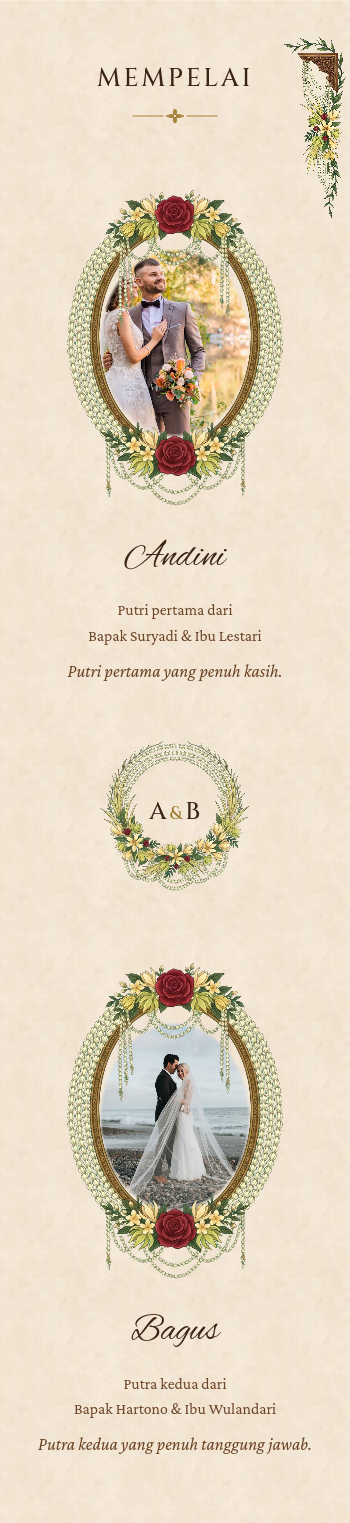 MEMPELAI
Andini
Putri pertama dari
Bapak Suryadi & Ibu Lestari
Putri pertama yang penuh kasih.
A & B
Bagus
Putra kedua dari
Bapak Hartono & Ibu Wulandari
Putra kedua yang penuh tanggung jawab.